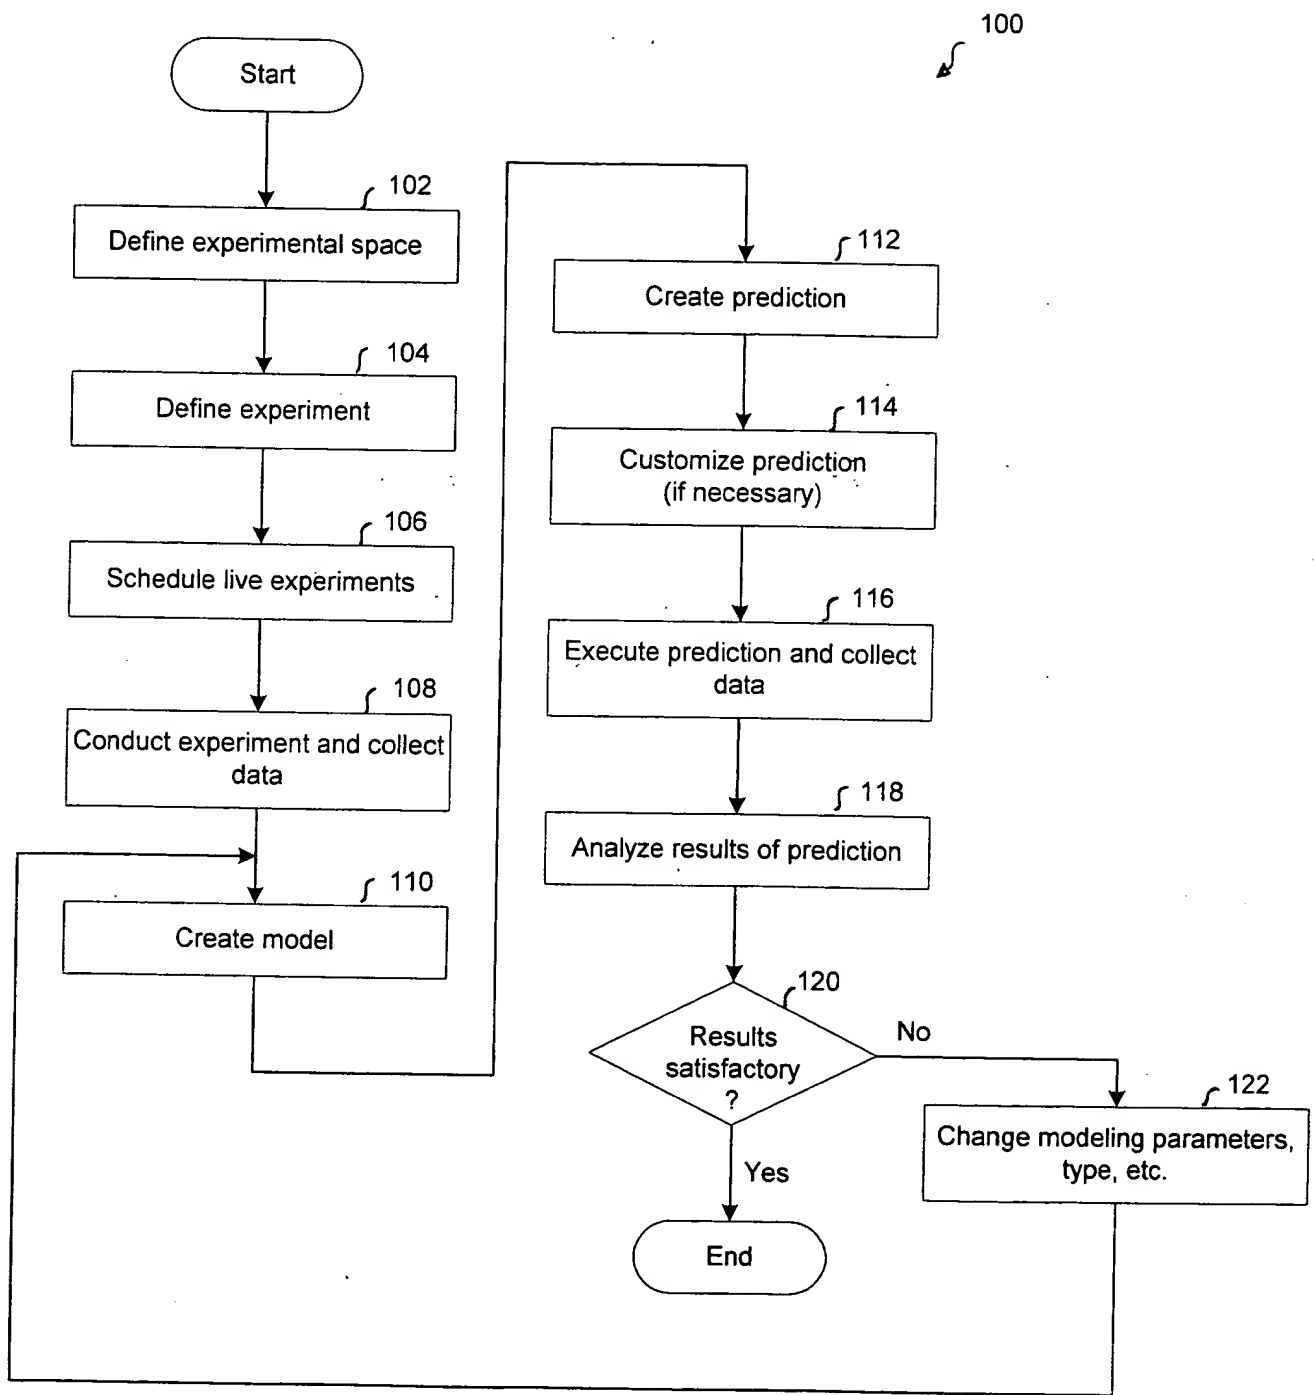 100
Start
102
Define experimental space
104
Define experiment
106
Schedule live experiments
108
Conduct experiment and collect
data
110
Create model
112
Create prediction
114
Customize prediction
(if necessary)
116
Execute prediction and collect
data
118
Analyze results of prediction
120
Results
satisfactory
?
No
Yes
122
Change modeling parameters,
type, etc.
End